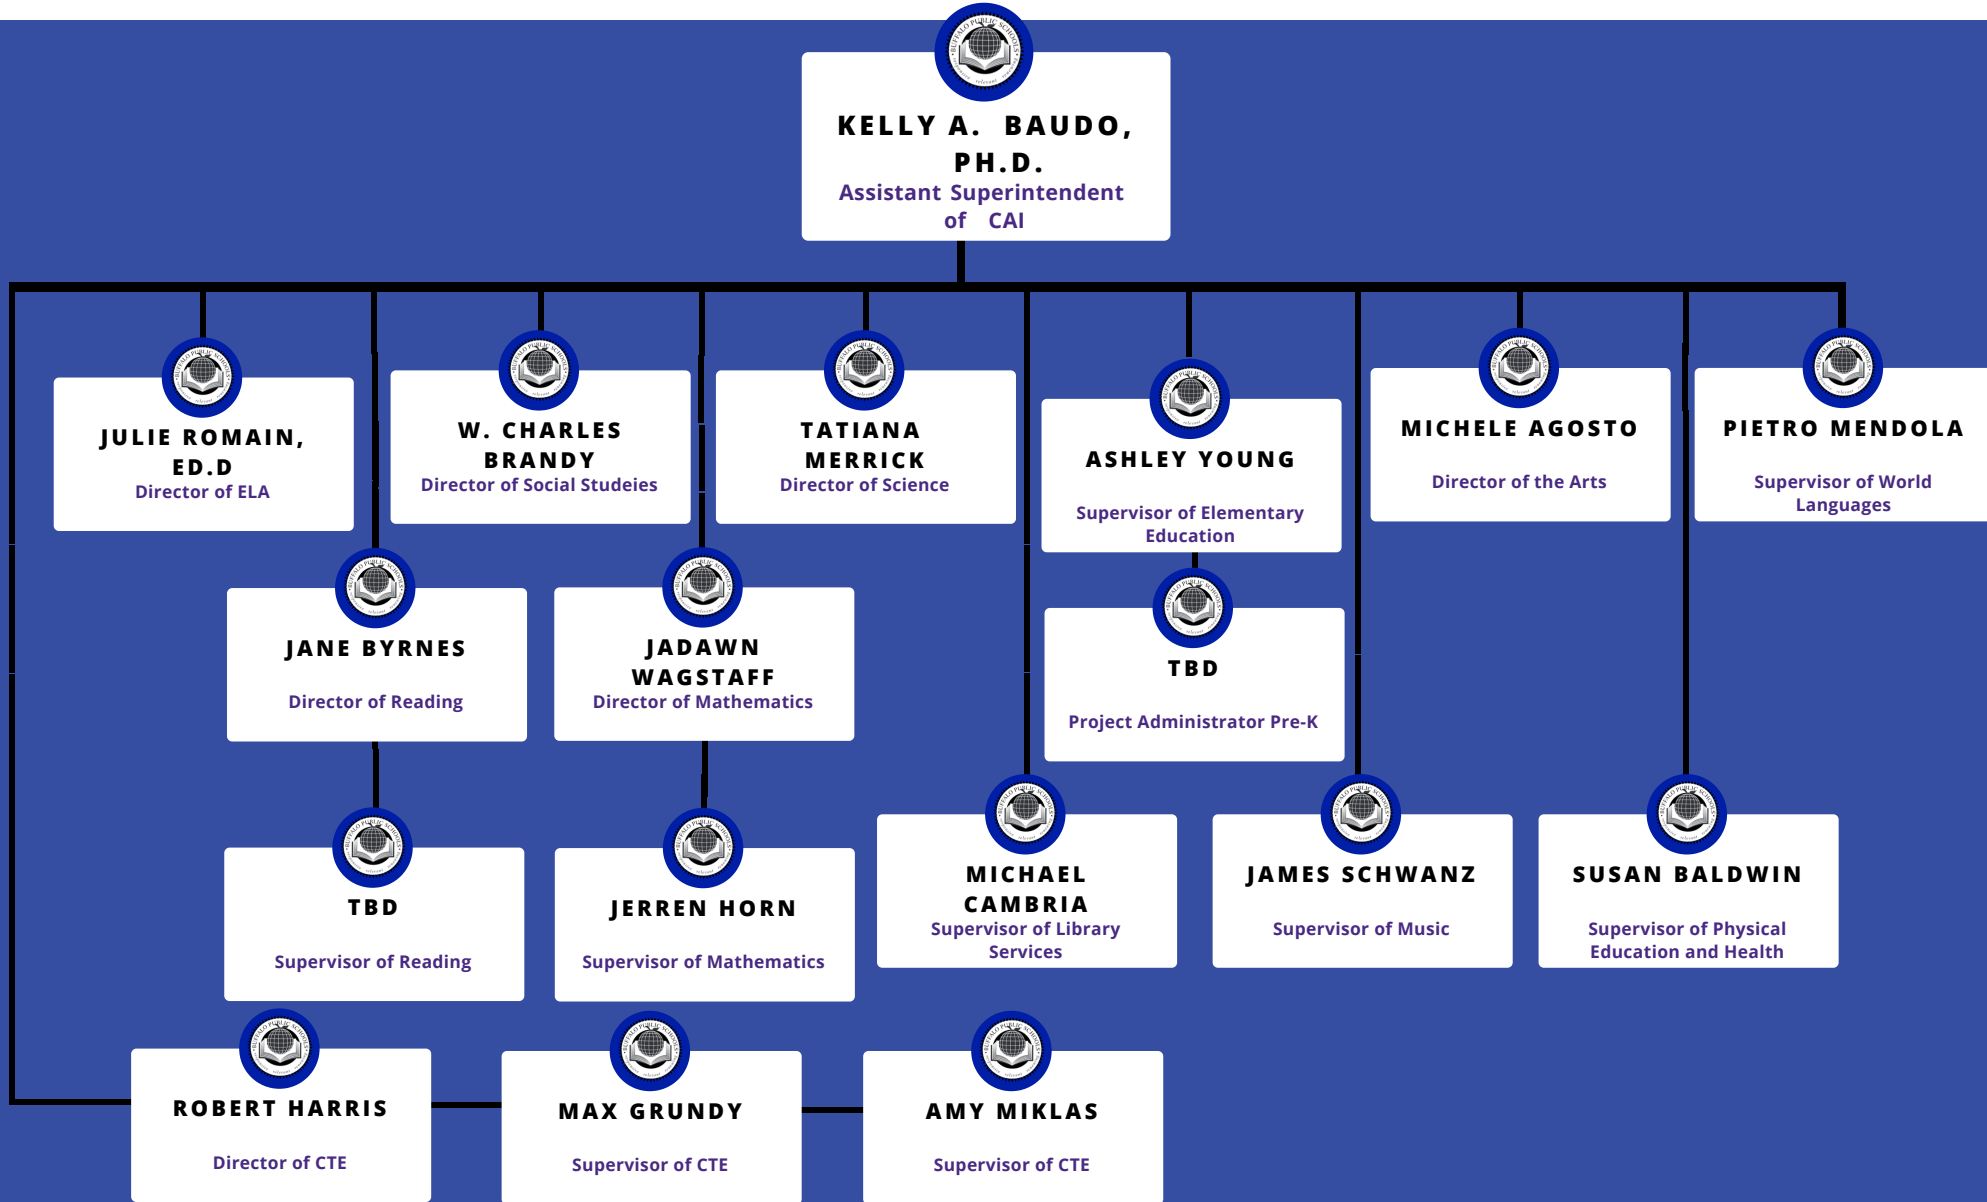 BUFFALO PUBLIC SCHOOLS
KELLY A. BAUDO,
PH.D.
Assistant Superintendent
of CAI
JULIE ROMAIN,
ED.D
Director of ELA
W. CHARLES
BRANDY
Director of Social Studeies
TATIANA
MERRICK
Director of Science
ASHLEY YOUNG
Supervisor of Elementary
Education
MICHELE AGOSTO
Director of the Arts
PIETRO MENDOLA
Supervisor of World
Languages
JANE BYRNES
Director of Reading
JADAWN
WAGSTAFF
Director of Mathematics
TBD
Project Administrator Pre-K
TBD
Supervisor of Reading
JERREN HORN
Supervisor of Mathematics
MICHAEL
CAMBRIA
Supervisor of Library
Services
JAMES SCHWANZ
Supervisor of Music
SUSAN BALDWIN
Supervisor of Physical
Education and Health
ROBERT HARRIS
Director of CTE
MAX GRUNDY
Supervisor of CTE
AMY MIKLAS
Supervisor of CTE